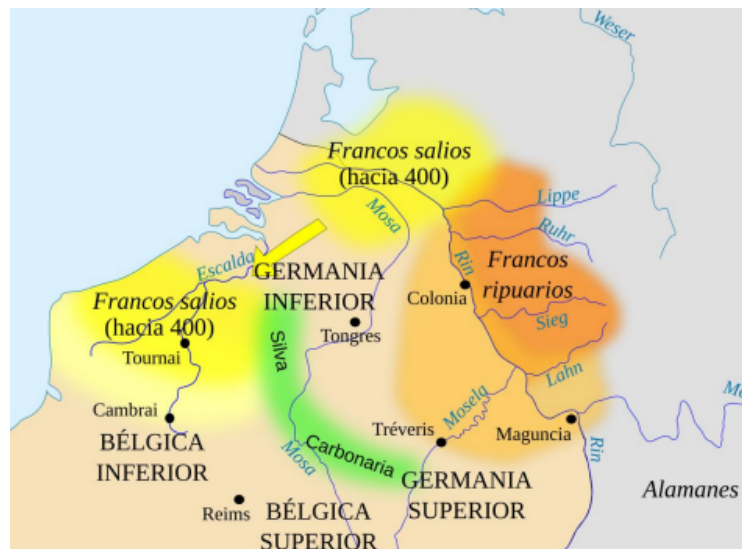 Weser
Francos salios
(hacia 400)
Lippe
Mosa
Ruhr
Rin
Escalda
GERMANIA
INFERIOR
Francos
ripuarios
Colonia
Francos salios
(hacia 400)
Sieg
Silva
Tongres
Tournai
Lahn
Mosela
Cambrai
Tréveris
Maguncia
Rin
BÉLGICA
INFERIOR
Mosa
Carbonaria
GERMANIA
SUPERIOR
Alamanes
Reims
BÉLGICA
SUPERIOR